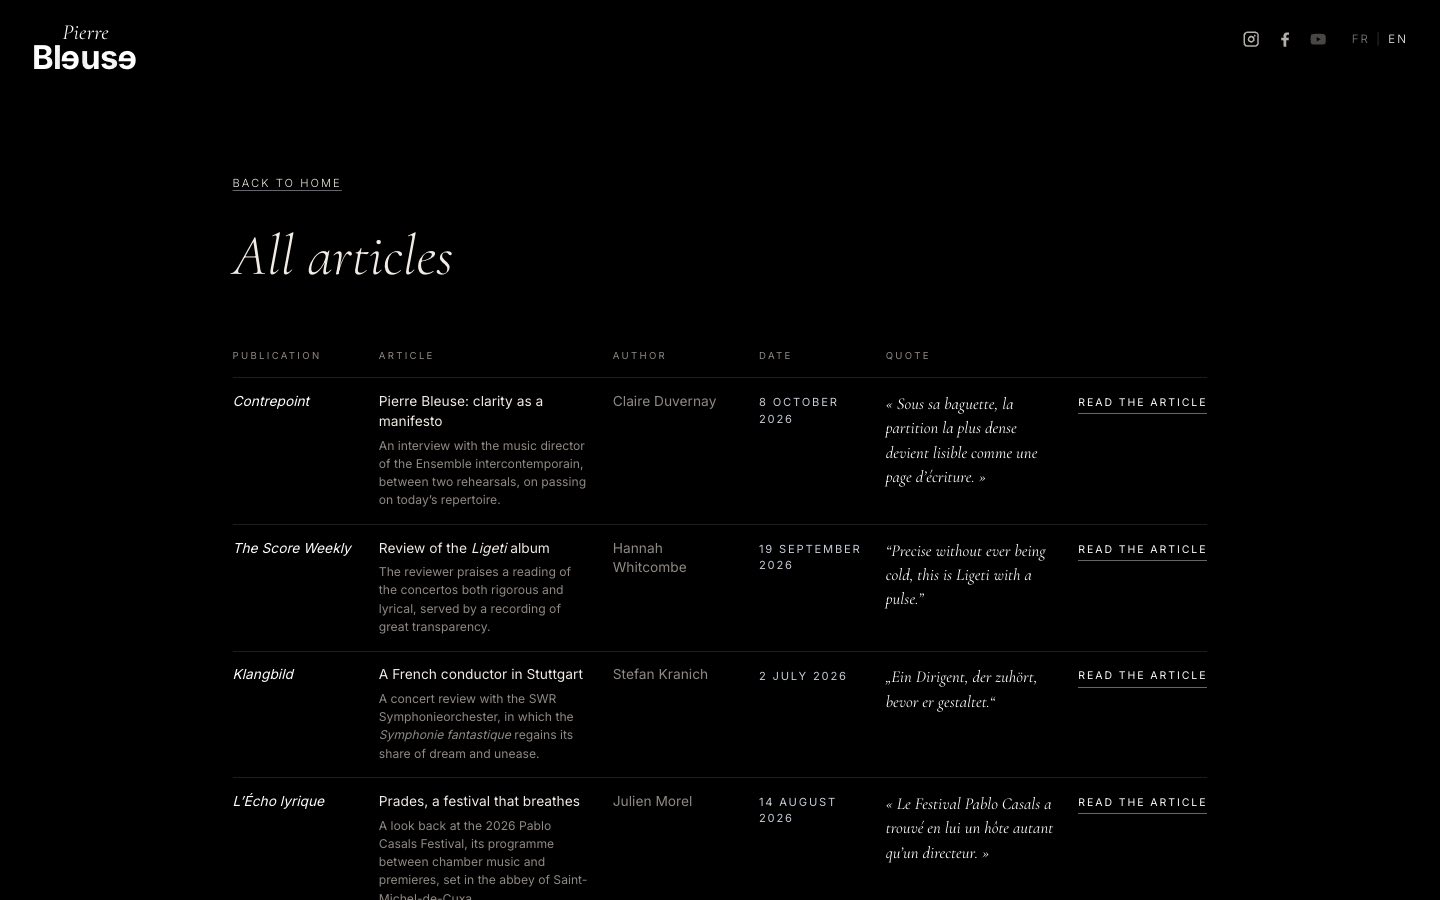 Pierre
Bleuse
FR | EN
BACK TO HOME
All articles
PUBLICATION ARTICLE AUTHOR DATE QUOTE
Contrepoint
Pierre Bleuse: clarity as a
manifesto
An interview with the music director
of the Ensemble intercontemporain,
between two rehearsals, on passing
on today’s repertoire.
Claire Duvernay
8 OCTOBER
2026
« Sous sa baguette, la
partition la plus dense
devient lisible comme une
page d’écriture. »
READ THE ARTICLE
The Score Weekly
Review of the Ligeti album
The reviewer praises a reading of
the concertos both rigorous and
lyrical, served by a recording of
great transparency.
Hannah
Whitcombe
19 SEPTEMBER
2026
“Precise without ever being
cold, this is Ligeti with a
pulse.”
READ THE ARTICLE
Klangbild
A French conductor in Stuttgart
A concert review with the SWR
Symphonieorchester, in which the
Symphonie fantastique regains its
share of dream and unease.
Stefan Kranich
2 JULY 2026
„Ein Dirigent, der zuhört,
bevor er gestaltet.“
READ THE ARTICLE
L’Écho lyrique
Prades, a festival that breathes
A look back at the 2026 Pablo
Casals Festival, its programme
between chamber music and
premieres, set in the abbey of Saint-
Michel-de-Cuxa.
Julien Morel
14 AUGUST
2026
« Le Festival Pablo Casals a
trouvé en lui un hôte autant
qu’un directeur. »
READ THE ARTICLE